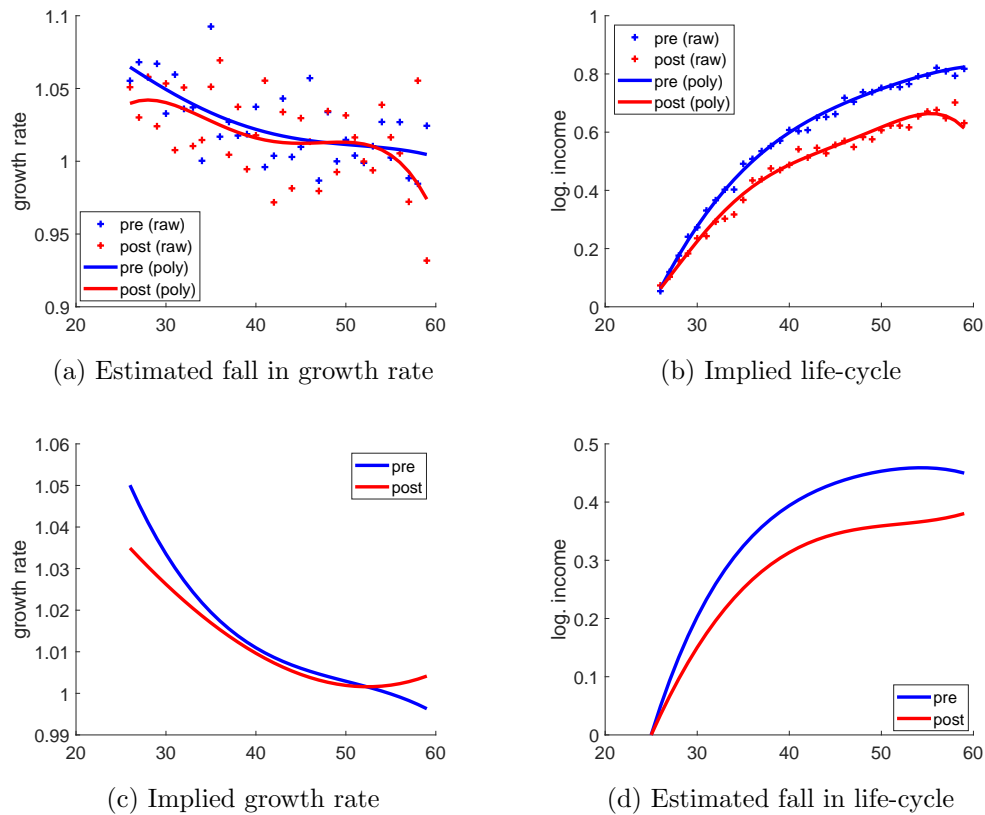 1.1
1.05
1
0.95
0.9
growth rate
pre (raw)
post (raw)
pre (poly)
post (poly)
20
30
40
50
60
(a) Estimated fall in growth rate
1
0.8
0.6
0.4
0.2
0
log. income
pre (raw)
post (raw)
pre (poly)
post (poly)
20
30
40
50
60
(b) Implied life-cycle
1.06
1.05
1.04
1.03
1.02
1.01
1
0.99
growth rate
pre
post
20
30
40
50
60
(c) Implied growth rate
0.5
0.4
0.3
0.2
0.1
0
log. income
pre
post
20
30
40
50
60
(d) Estimated fall in life-cycle